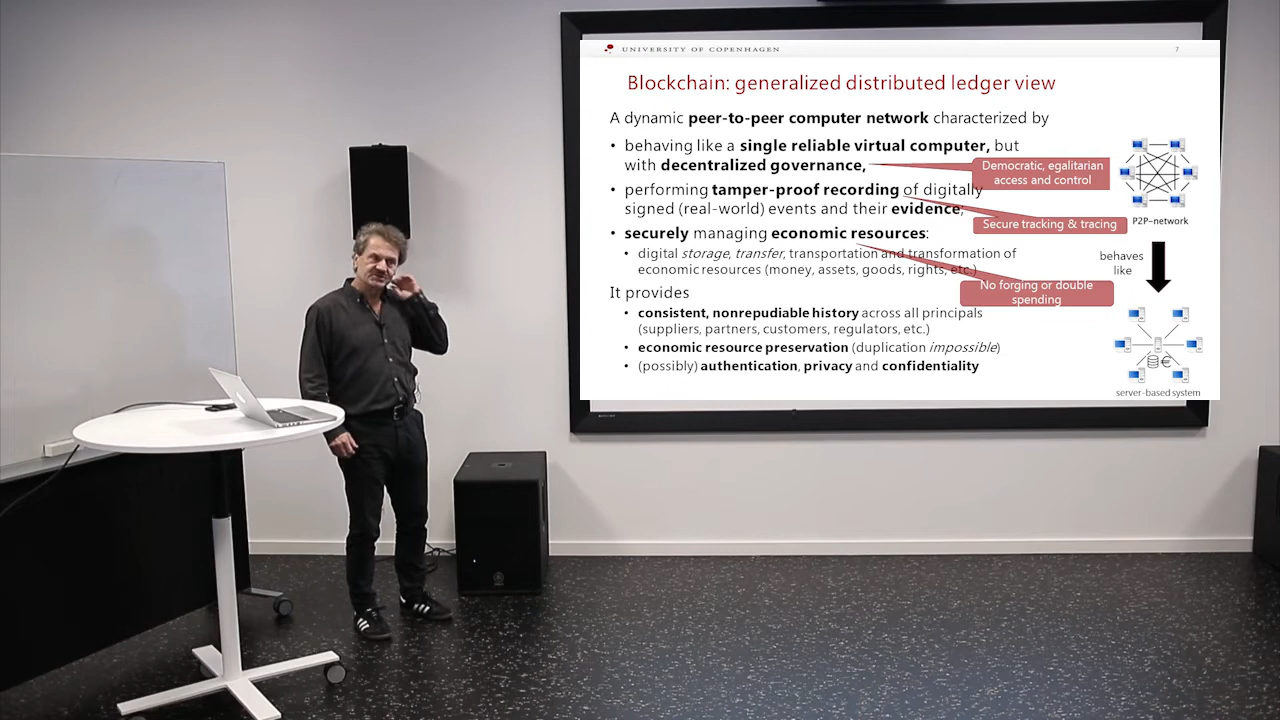 UNIVERSITY OF COPENHAGEN
7
Blockchain: generalized distributed ledger view
A dynamic peer-to-peer computer network characterized by
• behaving like a single reliable virtual computer, but
with decentralized governance,
Democratic, egalitarian
access and control
• performing tamper-proof recording of digitally
signed (real-world) events and their evidence;
Secure tracking & tracing
P2P-network
• securely managing economic resources:
• digital storage, transfer, transportation and transformation of
economic resources (money, assets, goods, rights, etc.)
No forging or double
spending
behaves
like
It provides
• consistent, nonrepudiable history across all principals
(suppliers, partners, customers, regulators, etc.)
• economic resource preservation (duplication impossible)
• (possibly) authentication, privacy and confidentiality
€
server-based system